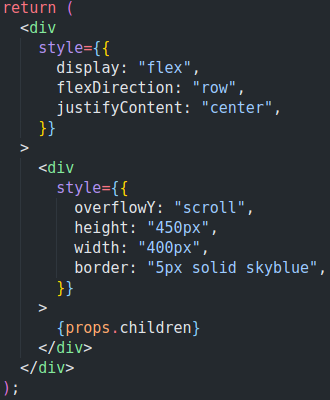 return (
  <div
    style={{
      display: "flex",
      flexDirection: "row",
      justifyContent: "center",
    }}
  >
    <div
      style={{
        overflowY: "scroll",
        height: "450px",
        width: "400px",
        border: "5px solid skyblue",
      }}
    >
      {props.children}
    </div>
  </div>
);